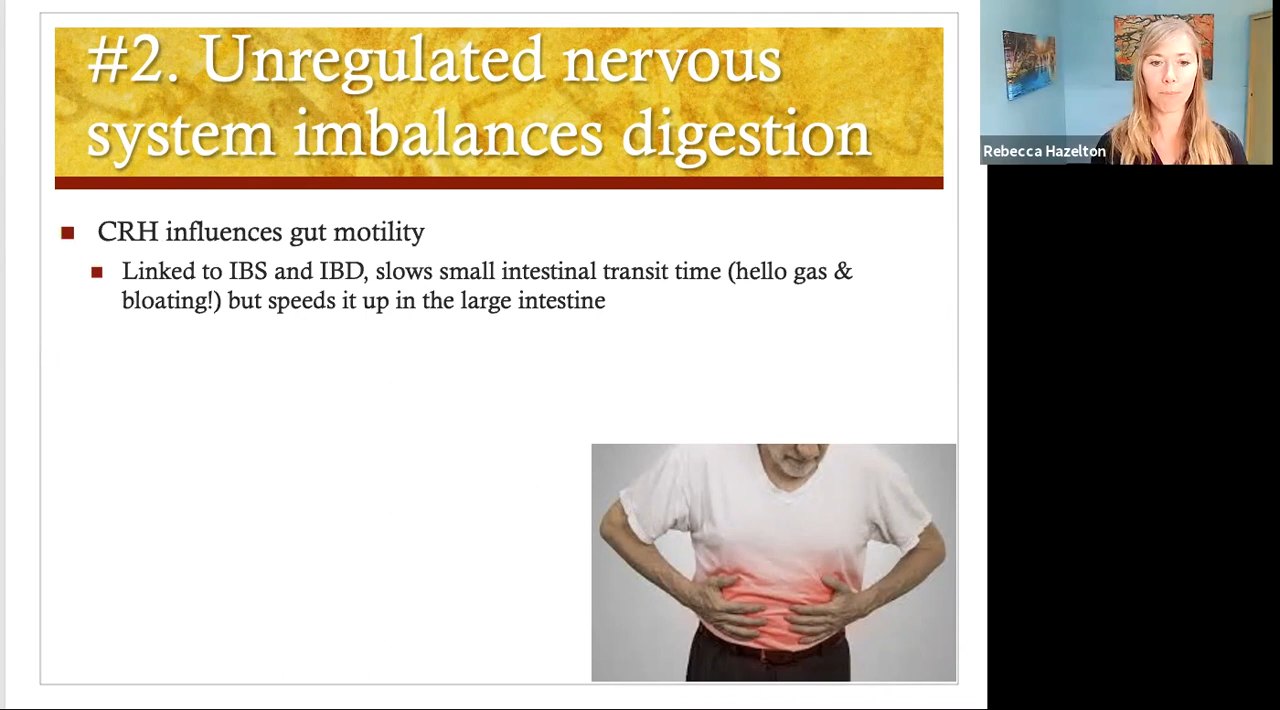 #2. Unregulated nervous
system imbalances digestion
CRH influences gut motility
Linked to IBS and IBD, slows small intestinal transit time (hello gas &
bloating!) but speeds it up in the large intestine
Rebecca Hazelton